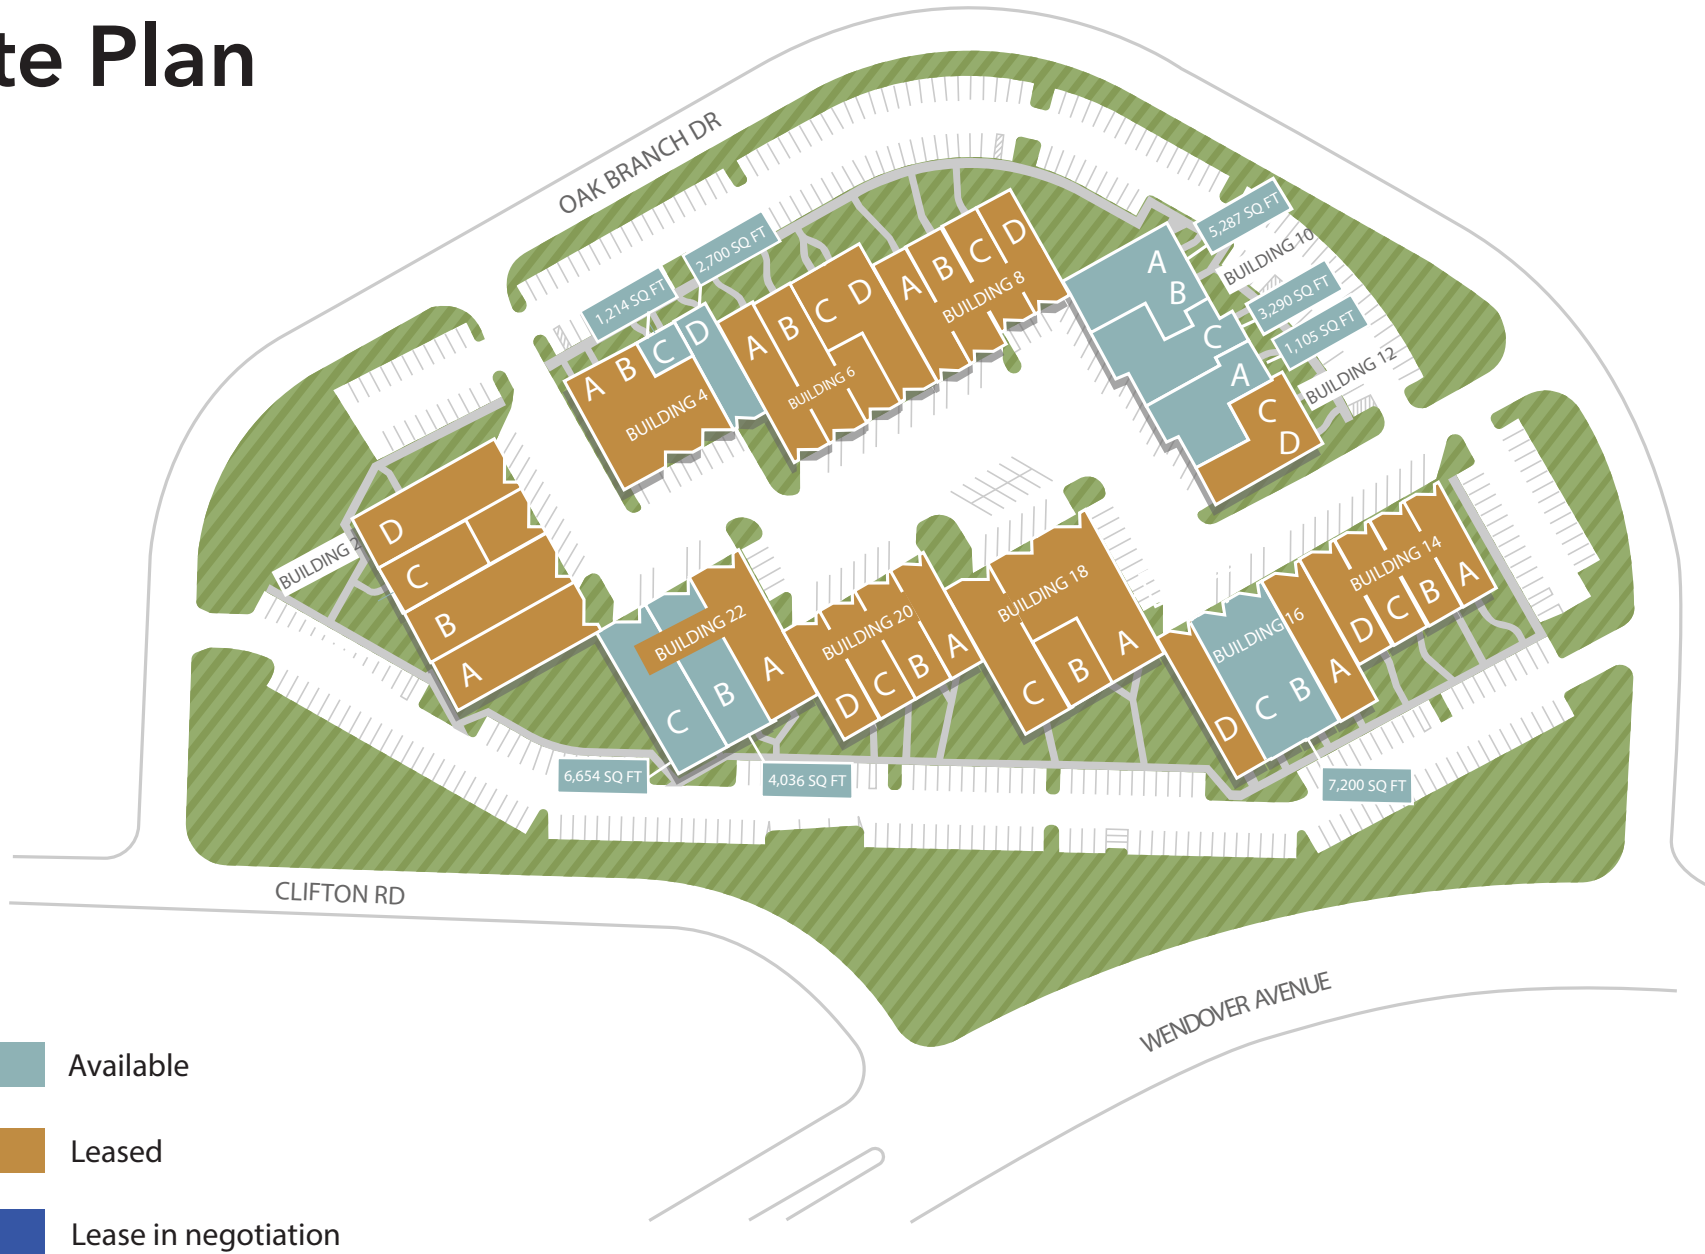 te Plan
OAK BRANCH DR
5,287 SQ FT
BUILDING 10
3,290 SQ FT
1,105 SQ FT
BUILDING 12
2,700 SQ FT
1,214 SQ FT
A B C D
BUILDING 4
A B C D
BUILDING 6
A B C D
BUILDING 8
A
B
C
A
C
D
BUILDING 2
D
C
B
A
BUILDING 22
C B A
BUILDING 20
D C B A
BUILDING 18
C B A
BUILDING 16
D C B A
BUILDING 14
D C B A
6,654 SQ FT
4,036 SQ FT
7,200 SQ FT
CLIFTON RD
WENDOVER AVENUE
Available
Leased
Lease in negotiation